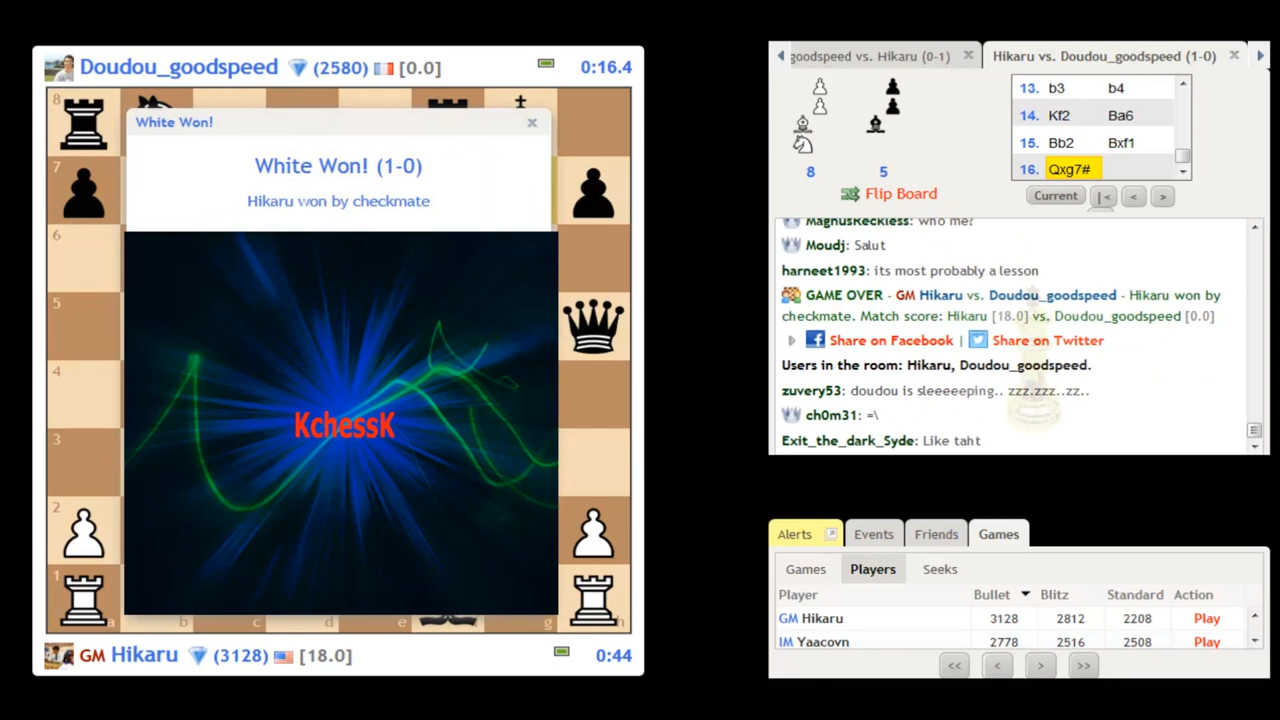 Doudou_goodspeed (2580) [0.0] 0:16.4
8
White Won!
White Won! (1-0)
Hikaru won by checkmate
7
6
5
4
KchessK
3
2
1
a b c d e g h
GM Hikaru (3128) [18.0] 0:44
goodspeed vs. Hikaru (0-1) Hikaru vs. Doudou_goodspeed (1-0)
13. b3 b4
14. Kf2 Ba6
15. Bb2 Bxf1
16. Qxg7#
8 5
Flip Board
Current |< < >
MagnusReckless: who me?
Moudj: Salut
harneet1993: its most probably a lesson
GAME OVER - GM Hikaru vs. Doudou_goodspeed - Hikaru won by
checkmate. Match score: Hikaru [18.0] vs. Doudou_goodspeed [0.0]
Share on Facebook | Share on Twitter
Users in the room: Hikaru, Doudou_goodspeed.
zuvery53: doudou is sleeeeeping.. zzz.zzz..zz..
ch0m31: =\
Exit_the_dark_Syde: Like taht
Alerts Events Friends Games
Games Players Seeks
Player Bullet Blitz Standard Action
GM Hikaru 3128 2812 2208 Play
IM Yaacovn 2778 2516 2508 Play
<< < > >>